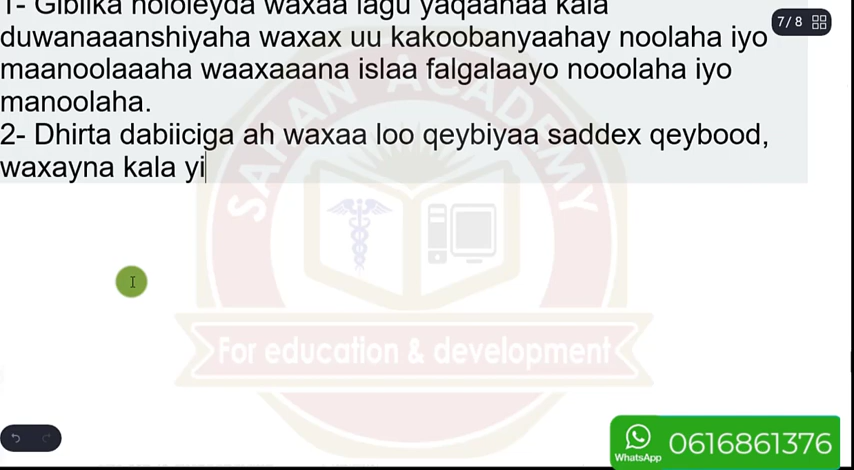 1- Giblika nololeyda waxaa lagu yaqaanaa kala
7/8
duwanaaanshiyaha waxax uu kakoobanyaahay noolaha iyo
maanoolaaaha waaxaaana islaa falgalaayo nooolaha iyo
manoolaha.
2- Dhirta dabiiciga ah waxaa loo qeybiyaa saddex qeybood,
waxayna kala yi
SAHAN ACADEMY
For education & development
WhatsApp
0616861376